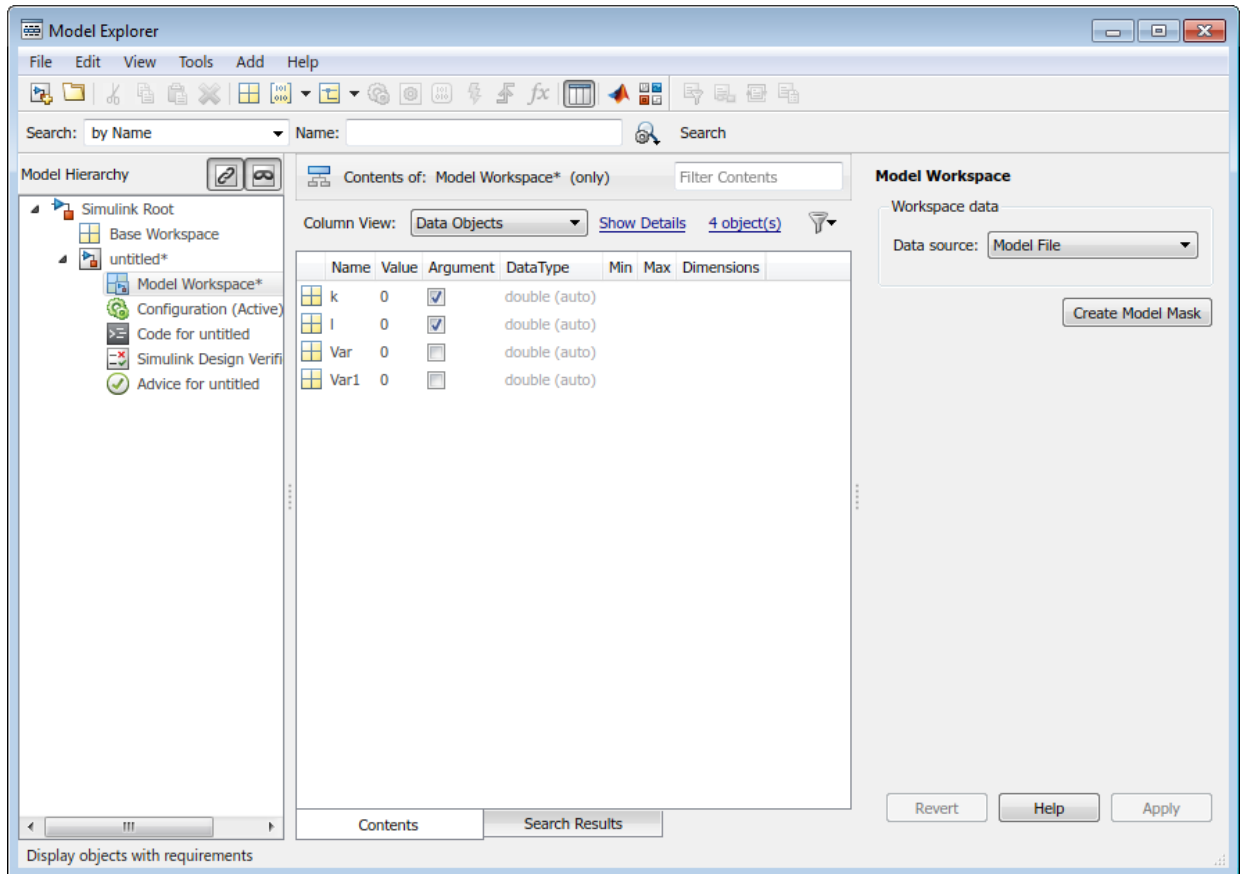 Model Explorer
File Edit View Tools Add Help
fx
Search: by Name Name: Search
Model Hierarchy
Contents of: Model Workspace* (only) Filter Contents
Simulink Root
Base Workspace
untitled*
Model Workspace*
Configuration (Active)
Code for untitled
Simulink Design Verifi
Advice for untitled
Column View: Data Objects Show Details 4 object(s)
Name Value Argument DataType Min Max Dimensions
k 0 double (auto)
l 0 double (auto)
Var 0 double (auto)
Var1 0 double (auto)
Contents Search Results
Model Workspace
Workspace data
Data source: Model File
Create Model Mask
Revert Help Apply
Display objects with requirements